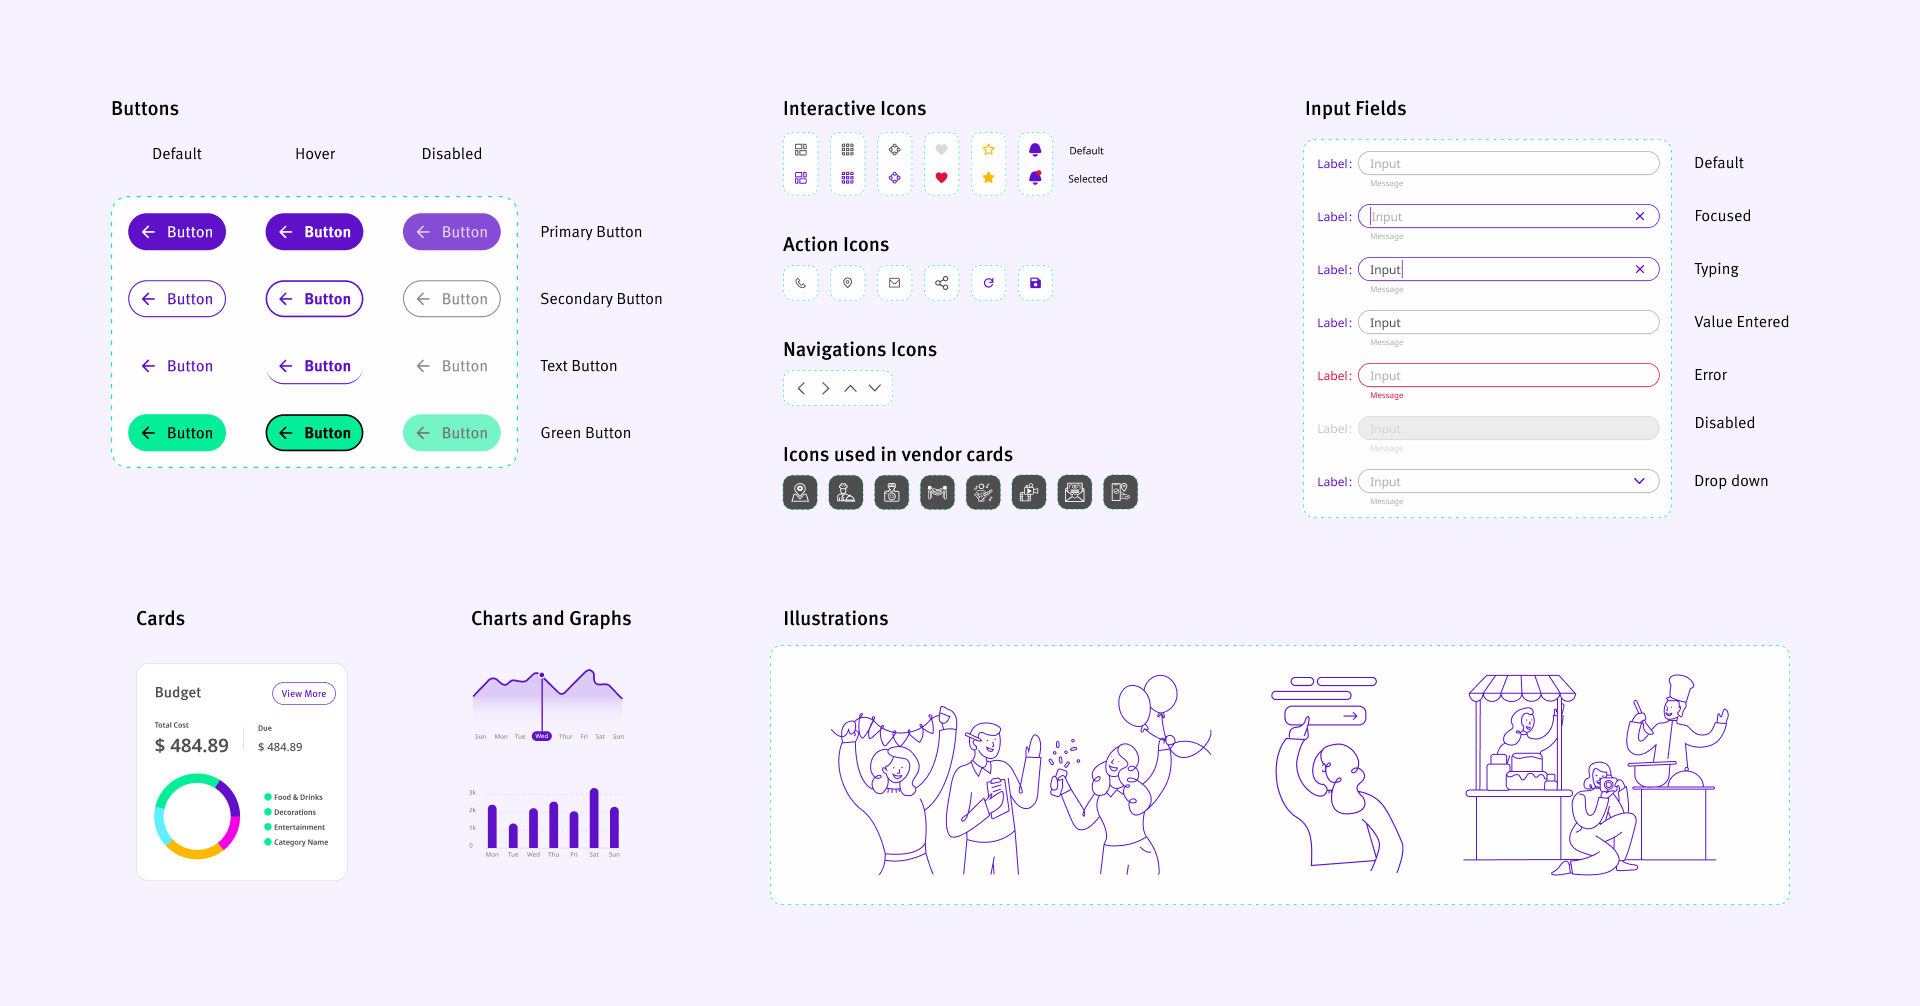 Buttons
Default
Hover
Disabled
Button
Button
Button
Primary Button
Button
Button
Button
Secondary Button
Button
Button
Button
Text Button
Button
Button
Button
Green Button
Interactive Icons
Default
Selected
Action Icons
Navigations Icons
Icons used in vendor cards
Input Fields
Label:
Input
Message
Default
Label:
Input
Message
Focused
Label:
Input
Message
Typing
Label:
Input
Message
Value Entered
Label:
Input
Message
Error
Label:
Input
Message
Disabled
Label:
Input
Message
Drop down
Cards
Budget
View More
Total Cost
$ 484.89
Due
$ 484.89
Food & Drinks
Decorations
Entertainment
Category Name
Charts and Graphs
Sun Mon Tue Wed Thur Fri Sat Sun
3k
2k
1k
0
Mon Tue Wed Thu Fri Sat Sun
Illustrations